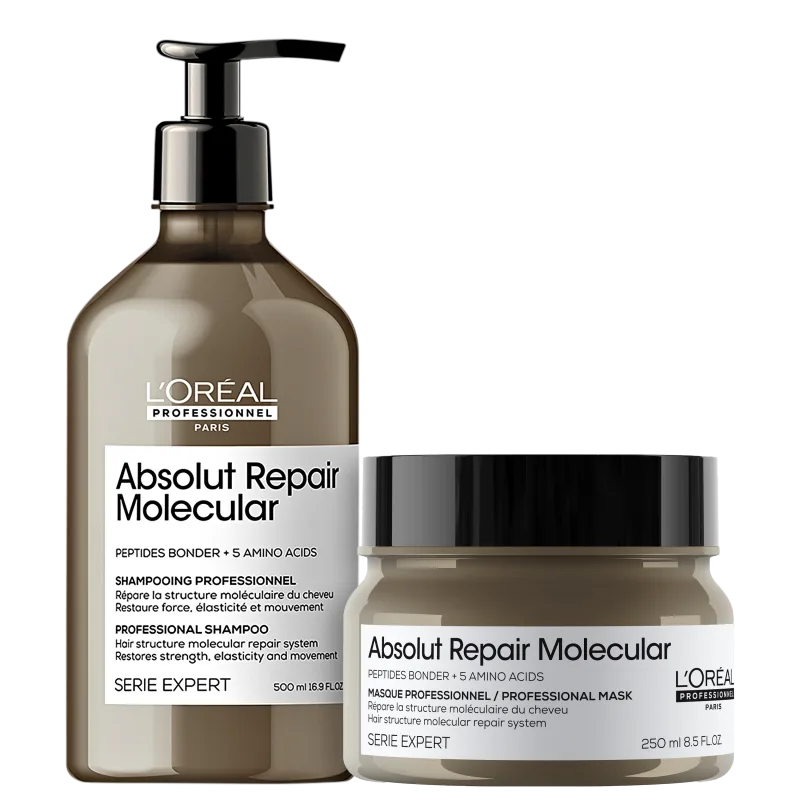 L'ORÉAL
PROFESSIONNEL
PARIS
Absolut Repair
Molecular
PEPTIDES BONDER + 5 AMINO ACIDS
SHAMPOOING PROFESSIONNEL
Répare la structure moléculaire du cheveu
Restaure force, élasticité et mouvement
PROFESSIONAL SHAMPOO
Hair structure molecular repair system
Restores strength, elasticity and movement
SERIE EXPERT
500 ml 16.9 FL.OZ
Absolut Repair Molecular
PEPTIDES BONDER + 5 AMINO ACIDS
MASQUE PROFESSIONNEL / PROFESSIONAL MASK
Répare la structure moléculaire du cheveu
Hair structure molecular repair system
SERIE EXPERT
L'ORÉAL
PROFESSIONNEL
PARIS
250 ml 8.5 FL.OZ.